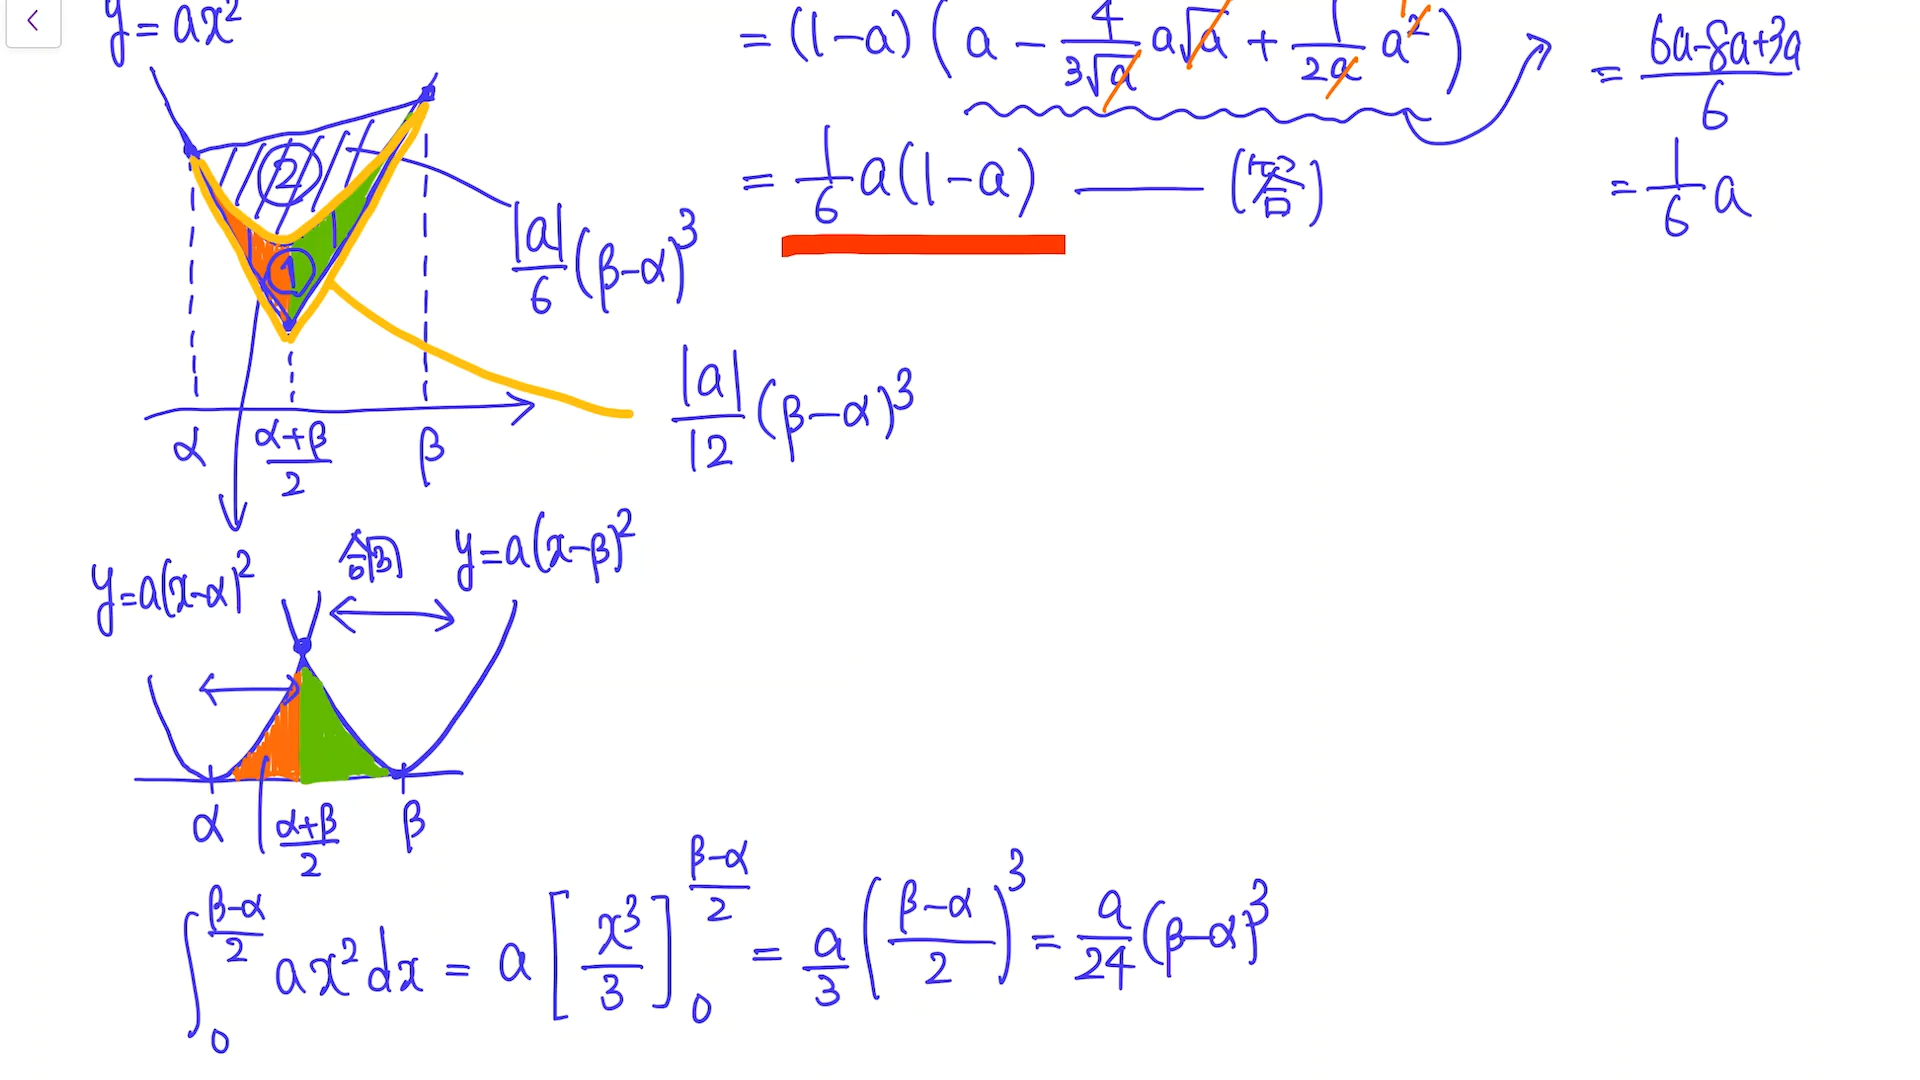 y=ax²
= (1-a)(a - 4/(3√a) a√a + 1/(2a) a²)
= 1/6 a(1-a) ── (答)
= (6a-8a+3a)/6
= 1/6 a
②
①
|a|/6 (β-α)³
|a|/12 (β-α)³
α (α+β)/2 β
y=a(x-α)² 合同 y=a(x-β)²
α (α+β)/2 β
∫₀^((β-α)/2) ax²dx = a[x³/3]₀^((β-α)/2) = a/3 ((β-α)/2)³ = a/24 (β-α)³